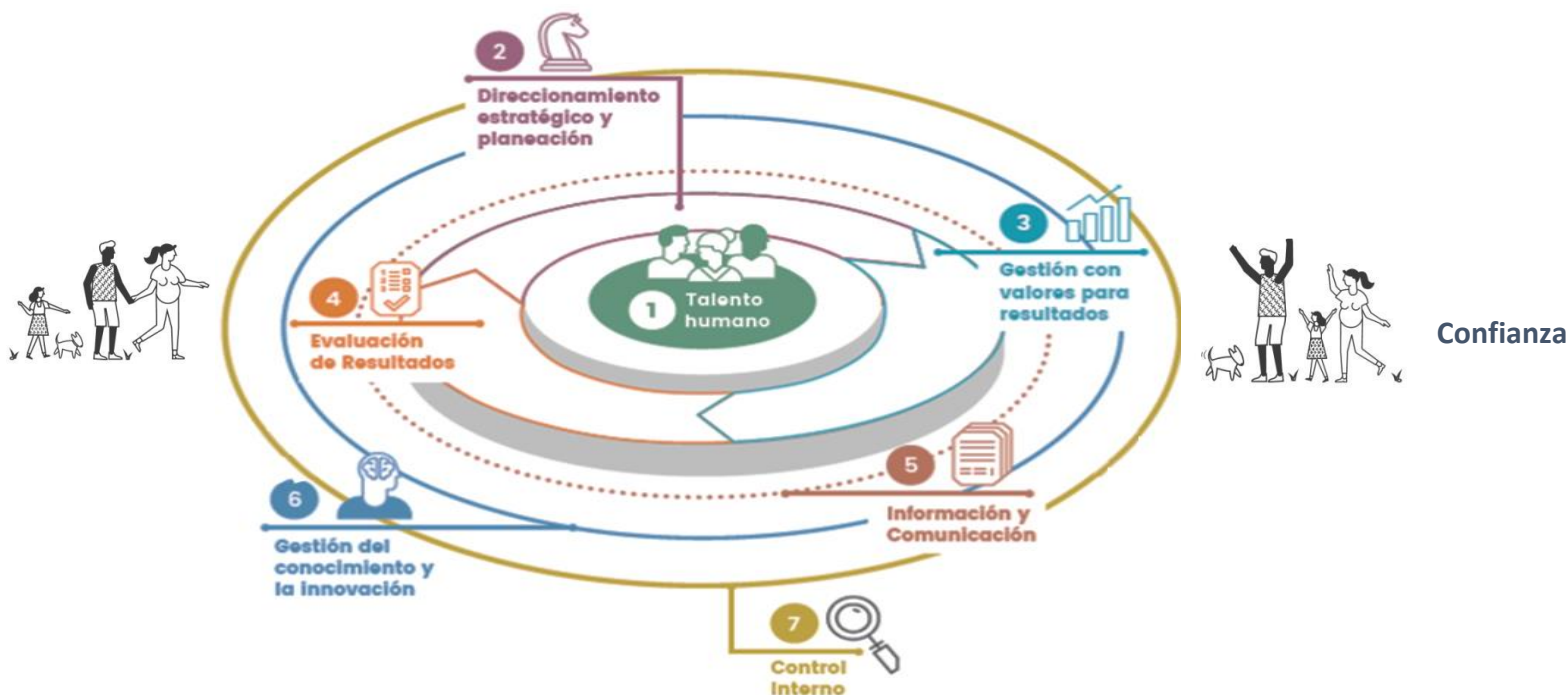 2
Direccionamiento
estratégico y
planeación
3
Gestión con
valores para
resultados
1
Talento
humano
4
Evaluación
de Resultados
Confianza
5
Información y
Comunicación
6
Gestión del
conocimiento y
la innovación
7
Control
Interno